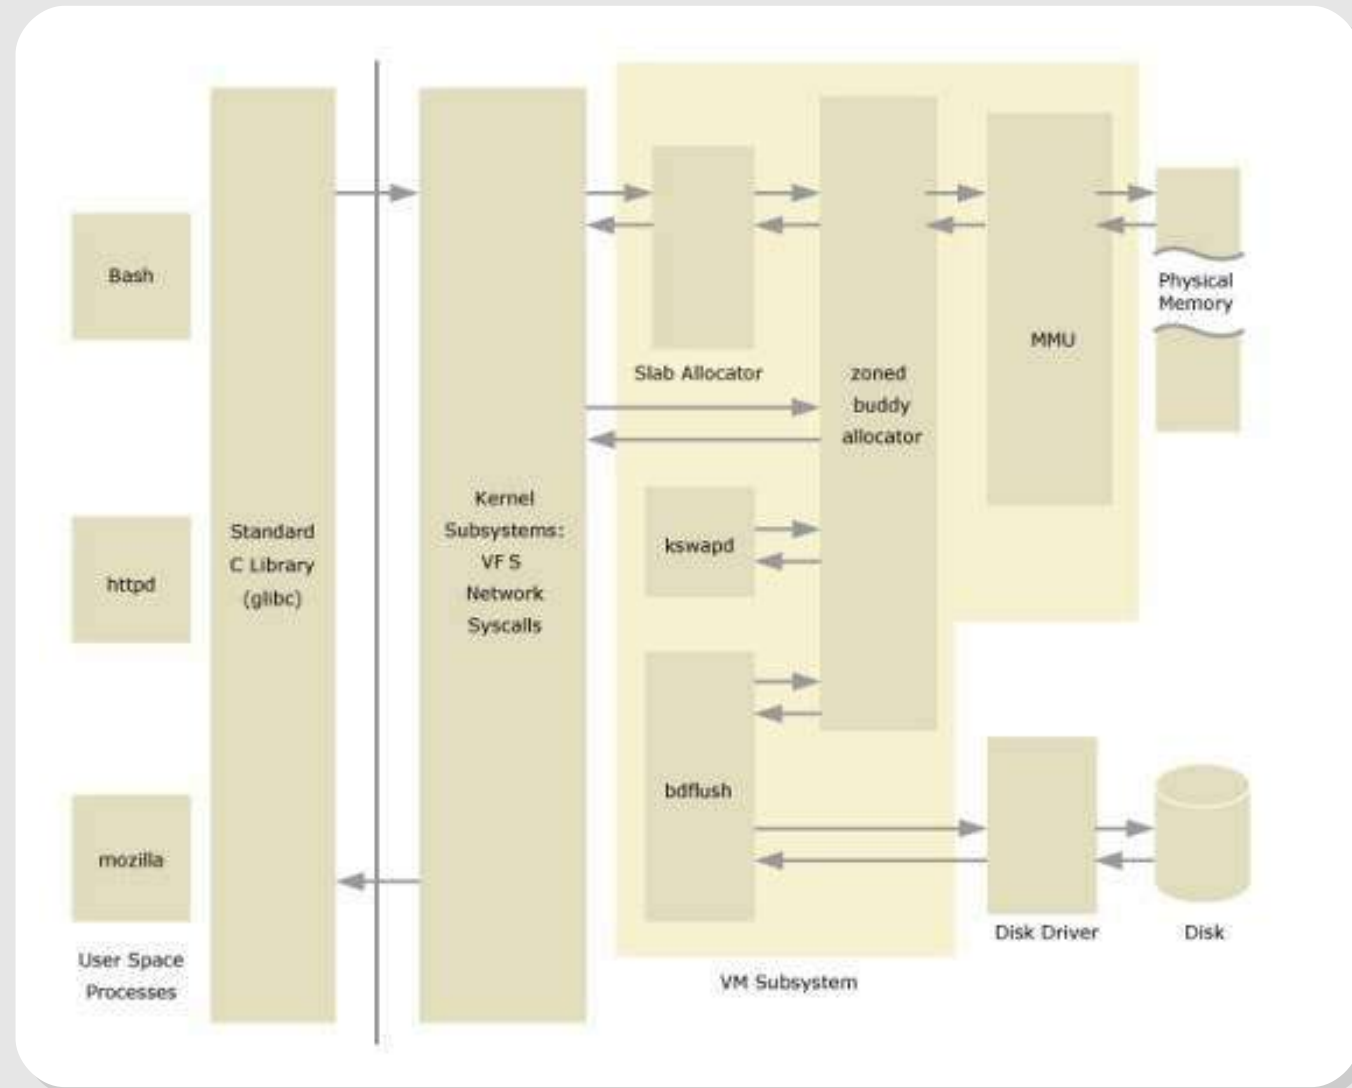 Bash
httpd
mozilla
User Space
Processes
Standard
C Library
(glibc)
Kernel
Subsystems:
VF S
Network
Syscalls
Slab Allocator
kswapd
bdflush
zoned
buddy
allocator
MMU
Physical
Memory
Disk Driver
Disk
VM Subsystem